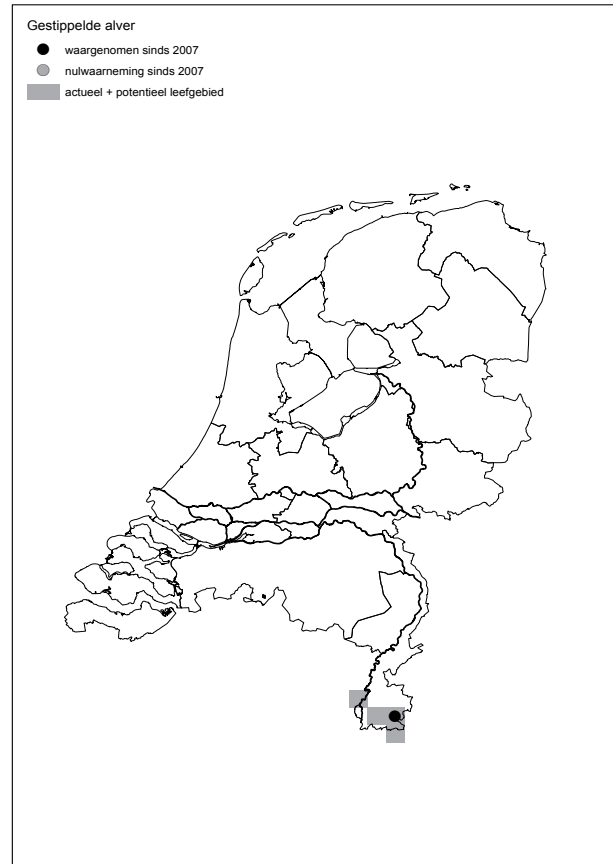 Gestippelde alver
waargenomen sinds 2007
nulwaarneming sinds 2007
actueel + potentieel leefgebied